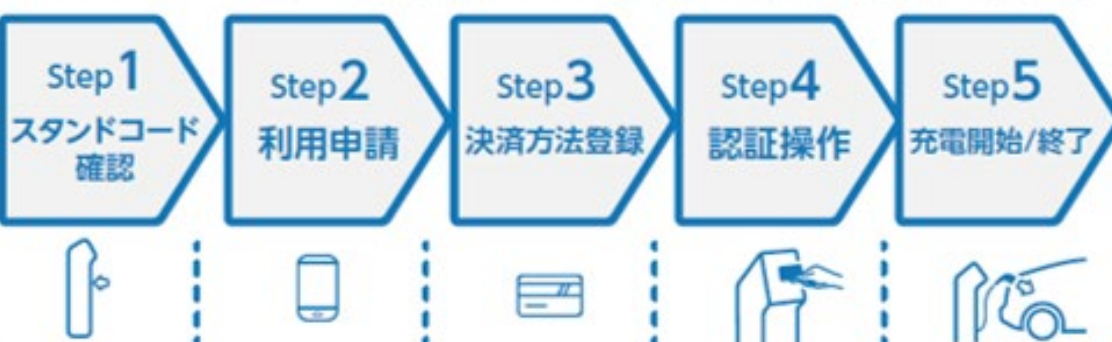 Step1
スタンドコード
確認
Step2
利用申請
Step3
決済方法登録
Step4
認証操作
Step5
充電開始/終了